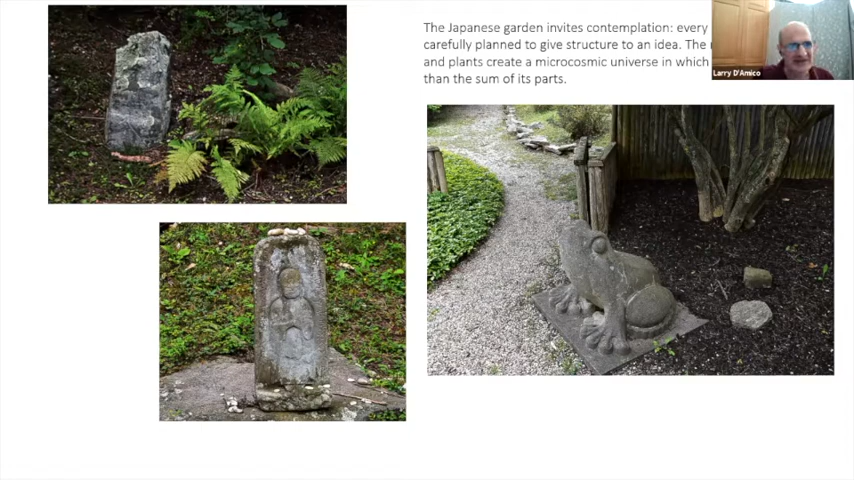 The Japanese garden invites contemplation: every
carefully planned to give structure to an idea. The
and plants create a microcosmic universe in which
than the sum of its parts.
Larry D'Amico